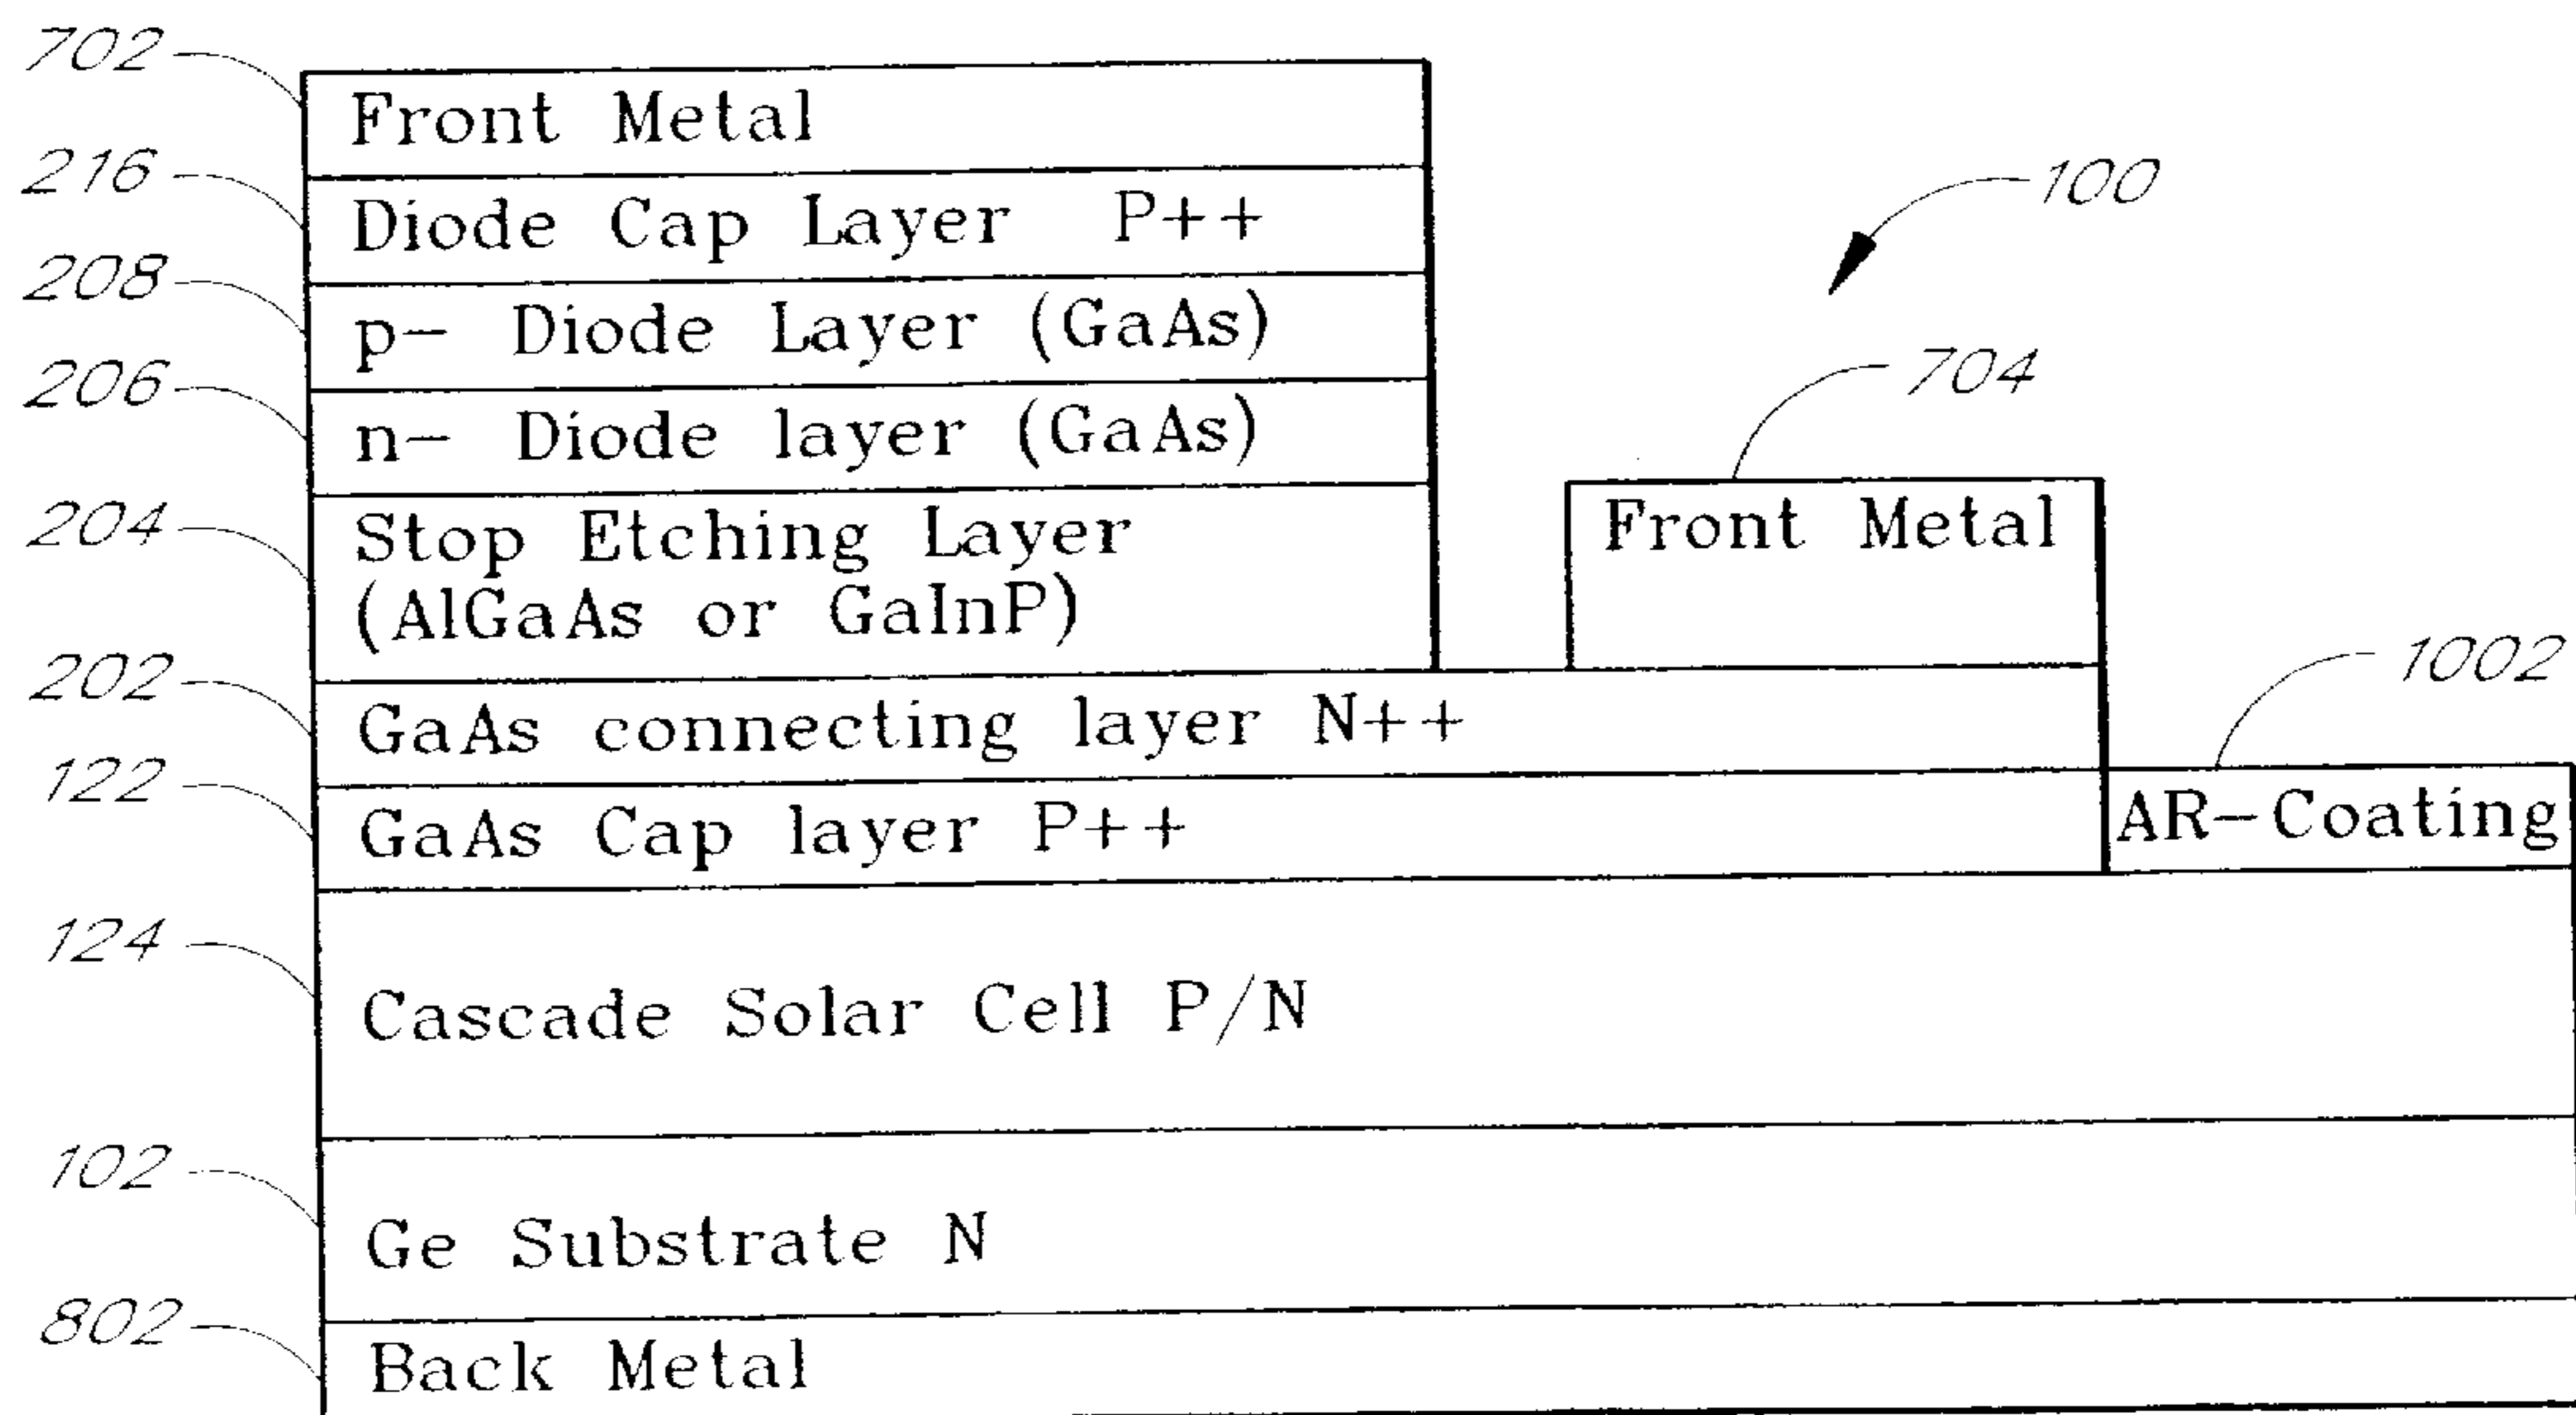 702
Front Metal
216
Diode Cap Layer P++
100
208
p- Diode Layer (GaAs)
206
n- Diode layer (GaAs)
704
204
Stop Etching Layer
(AlGaAs or GaInP)
Front Metal
202
GaAs connecting layer N++
1002
122
GaAs Cap layer P++
AR-Coating
124
Cascade Solar Cell P/N
102
Ge Substrate N
802
Back Metal